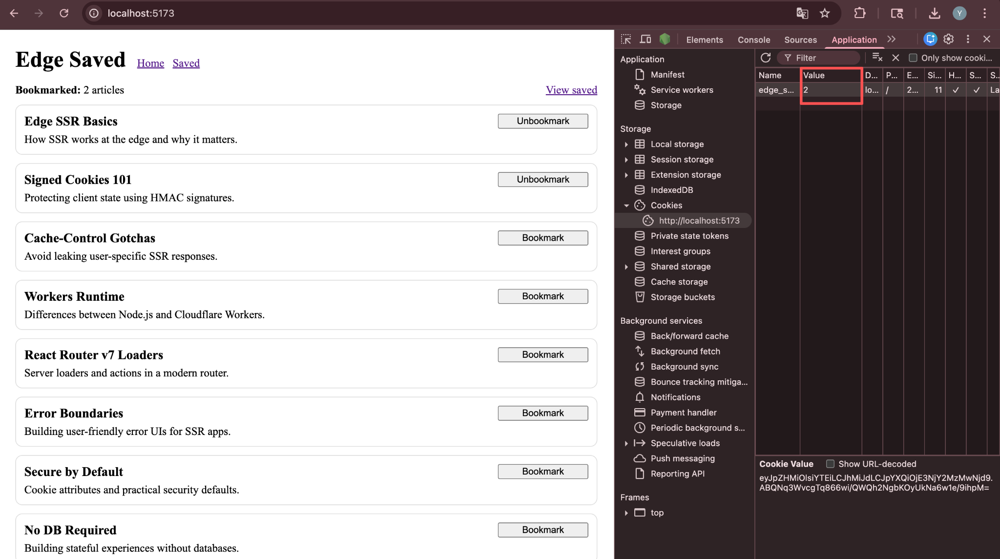 localhost:5173
Y
Edge Saved Home Saved
Bookmarked: 2 articles View saved
Edge SSR Basics
Unbookmark
How SSR works at the edge and why it matters.
Signed Cookies 101
Unbookmark
Protecting client state using HMAC signatures.
Cache-Control Gotchas
Bookmark
Avoid leaking user-specific SSR responses.
Workers Runtime
Bookmark
Differences between Node.js and Cloudflare Workers.
React Router v7 Loaders
Bookmark
Server loaders and actions in a modern router.
Error Boundaries
Bookmark
Building user-friendly error UIs for SSR apps.
Secure by Default
Bookmark
Cookie attributes and practical security defaults.
No DB Required
Bookmark
Building stateful experiences without databases.
Elements Console Sources Application
Application
Manifest
Service workers
Storage
Storage
Local storage
Session storage
Extension storage
IndexedDB
Cookies
http://localhost:5173
Private state tokens
Interest groups
Shared storage
Cache storage
Storage buckets
Background services
Back/forward cache
Background fetch
Background sync
Bounce tracking mitiga...
Notifications
Payment handler
Periodic background s...
Speculative loads
Push messaging
Reporting API
Frames
top
Filter Only show cooki...
Name Value D... P... E... Si... H... S... S...
edge_s... 2 lo... / 2... 11 ✓ ✓ La
Cookie Value Show URL-decoded
eyJpZHMiOlsiYTEiLCJhMiJdLCJpYXQiOjE3NjY2MzMwNjd9.
ABQNq3WvcgTq866wi/QWQh2NgbKOyUkNa6w1e/9ihpM=